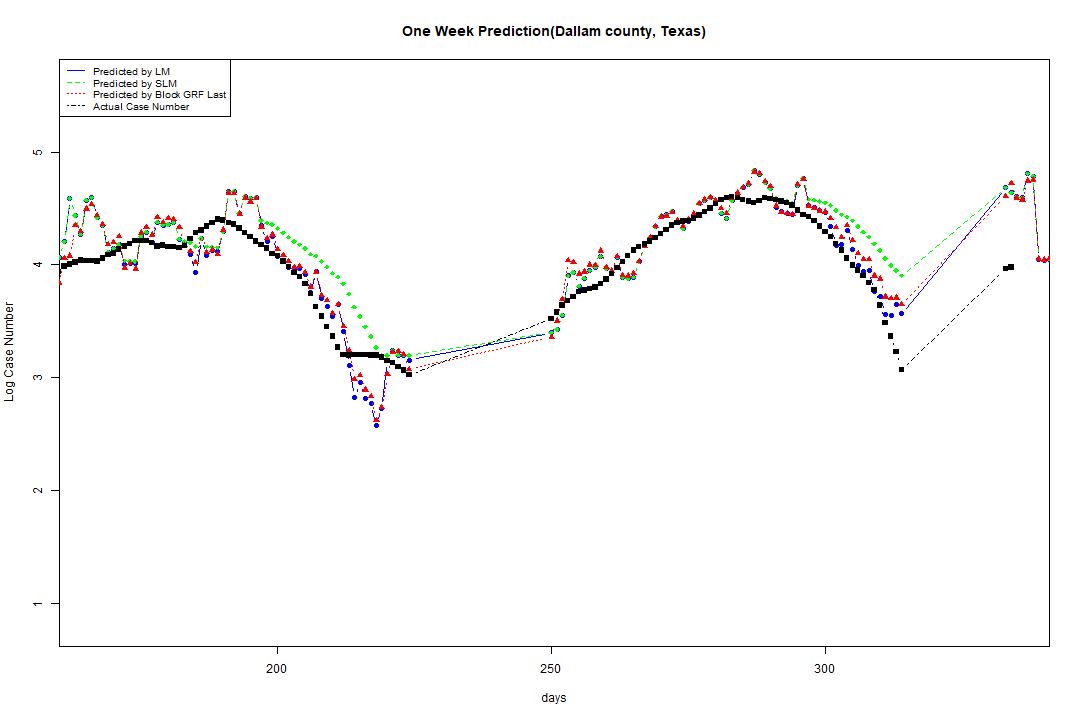 One Week Prediction(Dallam county, Texas)
Predicted by LM
Predicted by SLM
Predicted by Block GRF Last
Actual Case Number
Log Case Number
5
4
3
2
1
200
250
300
days